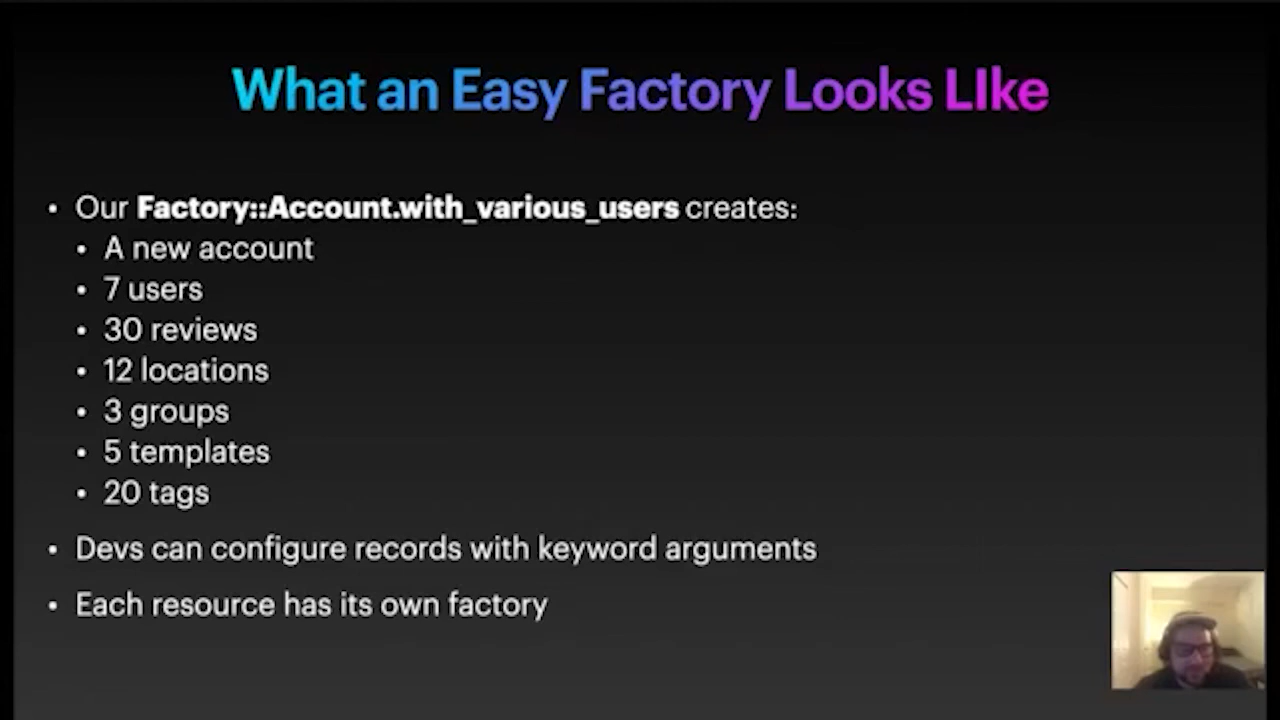 What an Easy Factory Looks LIke
• Our Factory::Account.with_various_users creates:
• A new account
• 7 users
• 30 reviews
• 12 locations
• 3 groups
• 5 templates
• 20 tags
• Devs can configure records with keyword arguments
• Each resource has its own factory